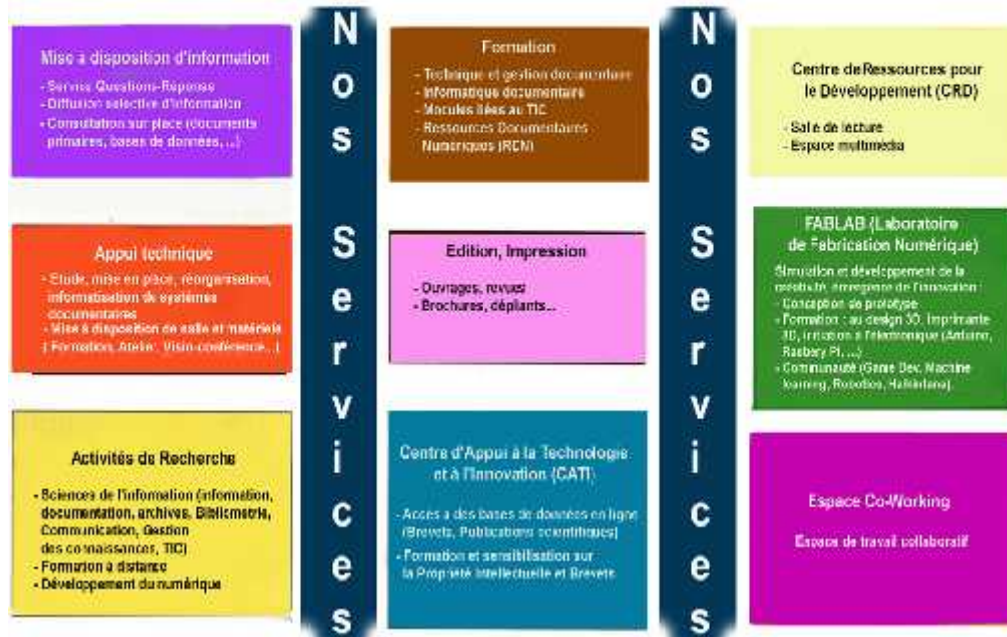 Mise à disposition d'information
- Service Questions-Réponse
- Diffusion selective d'information
- Consultation sur place (documents
primaires, bases de données, ...)
Appui technique
- Etude, mise en place, réorganisation,
informatisation de systèmes
documentaires
- Mise à disposition de salle et matériels
( Formation, Atelier, Visio-conférence...)
Activités de Recherche
- Sciences de l'information (information,
documentation, archives, Bibliometrie,
Communication, Gestion
des connaissances, TIC)
- Formation à distance
- Développement du numérique
Nos Services
Formation
- Technique et gestion documentaire
- Informatique documentaire
- Modules liées au TIC
- Ressources Documentaires
Numériques (RCN)
Edition, Impression
- Ouvrages, revues
- Brochures, dépliants...
Centre d'Appui à la Technologie
et à l'Innovation (CATI)
- Accès a des bases de données en ligne
(Brevets, Publications scientifiques)
- Formation et sensibilisation sur
la Propriété Intellectuelle et Brevets
Nos Services
Centre de Ressources pour
le Développement (CRD)
- Salle de lecture
- Espace multimédia
FABLAB (Laboratoire
de Fabrication Numérique)
Simulation et développement de la
créativité, émergence de l'innovation :
- Conception de prototype
- Formation : au design 3D, Imprimante
3D, initiation à l'électronique (Arduino,
Rasbery Pi, ...)
- Communauté (Game Dev, Machine
learning, Robotics,
Espace Co-Working
Espace de travail collaboratif